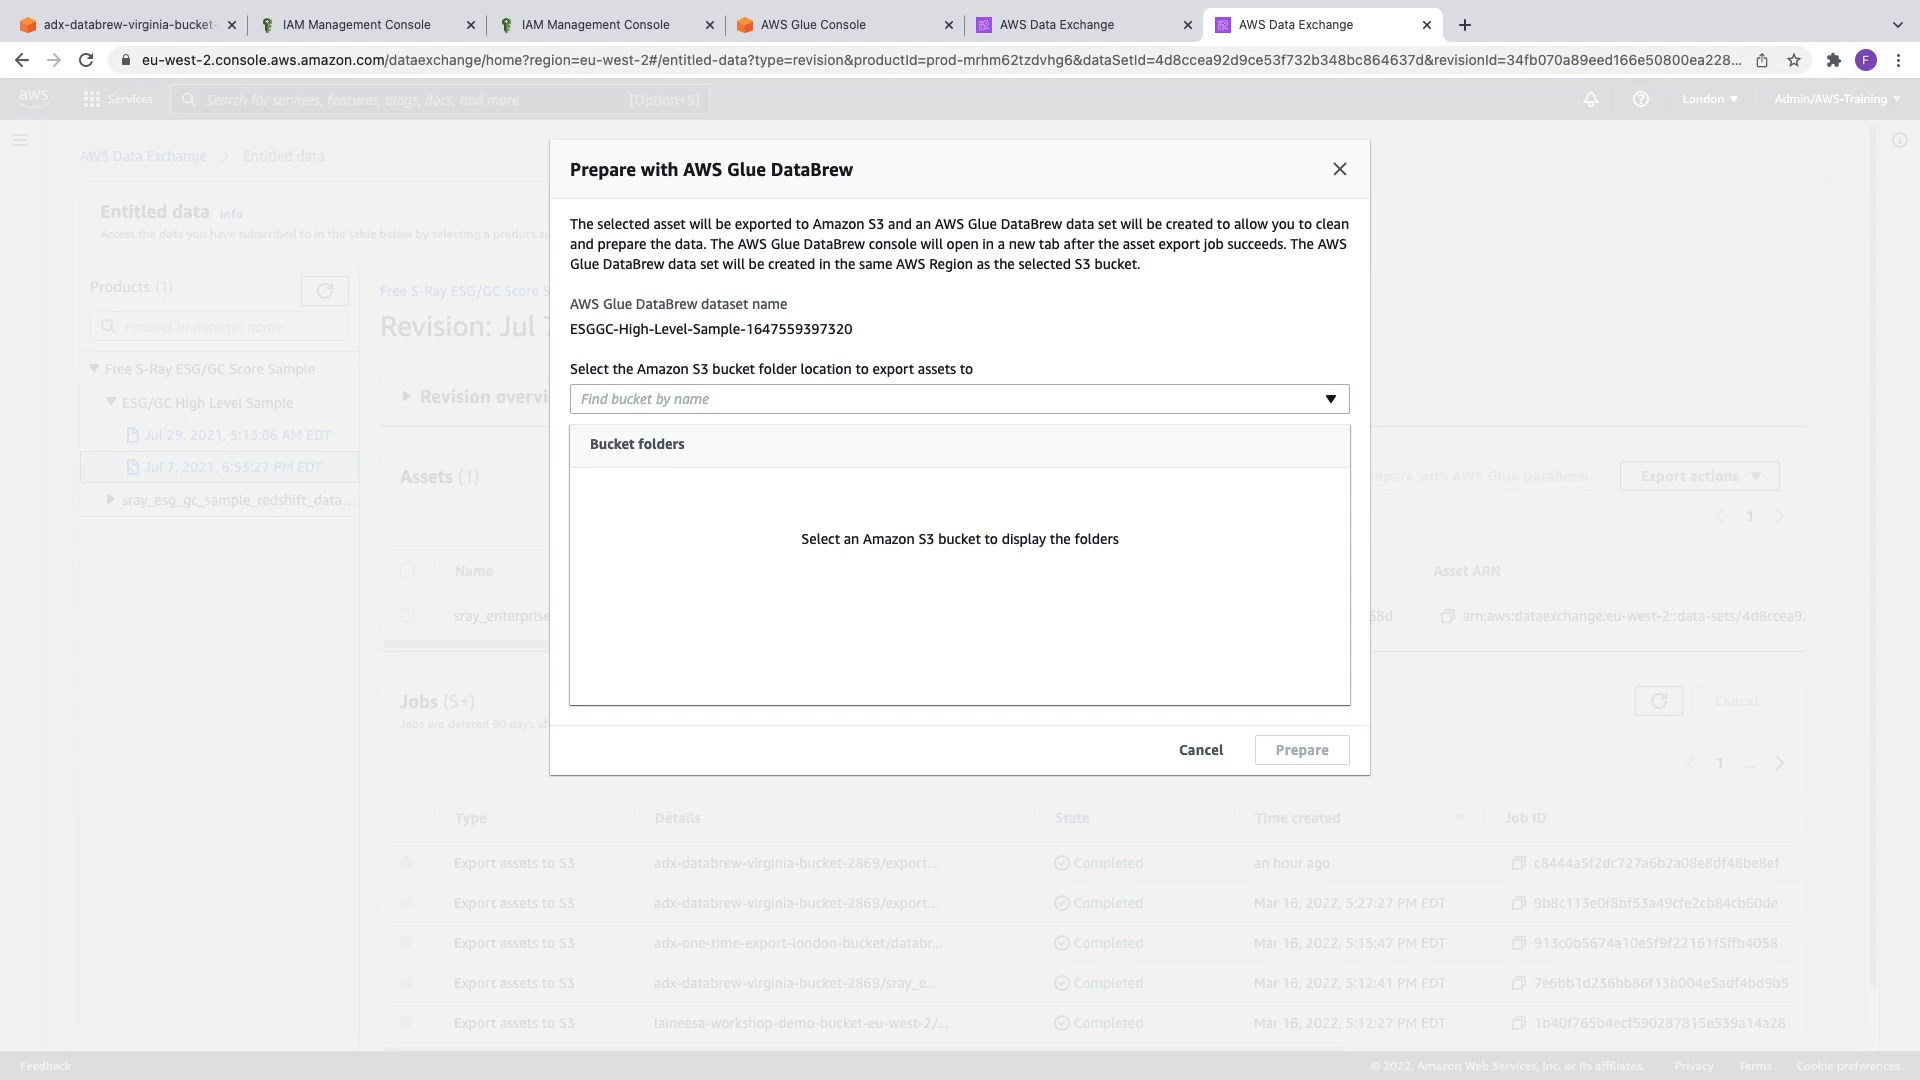 adx-databrew-virginia-bucket-
IAM Management Console
IAM Management Console
AWS Glue Console
AWS Data Exchange
AWS Data Exchange
eu-west-2.console.aws.amazon.com/dataexchange/home?region=eu-west-2#/entitled-data?type=revision&productId=prod-mrhm62tzdvhg6&dataSetId=4d8ccea92d9ce53f732b348bc864637d&revisionId=34fb070a89eed166e50800ea228...
F
aws
Services
Search for services, features, blogs, docs, and more
[Option+S]
London
Admin/AWS-Training
AWS Data Exchange
Entitled data
Entitled data Info
Access the data you have subscribed to in the table below by selecting a product su
Products (1)
Product or data set name
Free S-Ray ESG/GC Score Sample
ESG/GC High Level Sample
Jul 29, 2021, 5:13:06 AM EDT
Jul 7, 2021, 6:53:27 PM EDT
sray_esg_gc_sample_redshift_data...
Free S-Ray ESG/GC Score S
Revision: Jul 7
Revision overvi
Assets (1)
Prepare with AWS Glue DataBrew
Export actions
1
Name
Asset ARN
sray_enterprise
58d
arn:aws:dataexchange:eu-west-2::data-sets/4d8ccea9.
Prepare with AWS Glue DataBrew
The selected asset will be exported to Amazon S3 and an AWS Glue DataBrew data set will be created to allow you to clean
and prepare the data. The AWS Glue DataBrew console will open in a new tab after the asset export job succeeds. The AWS
Glue DataBrew data set will be created in the same AWS Region as the selected S3 bucket.
AWS Glue DataBrew dataset name
ESGGC-High-Level-Sample-1647559397320
Select the Amazon S3 bucket folder location to export assets to
Find bucket by name
Bucket folders
Select an Amazon S3 bucket to display the folders
Cancel
Prepare
Jobs (5+)
Jobs are deleted 90 days af
Cancel
1 ...
Type
Details
State
Time created
Job ID
Export assets to S3
adx-databrew-virginia-bucket-2869/export...
Completed
an hour ago
c8444a5f2dc727a6b2a08e8df48be8ef
Export assets to S3
adx-databrew-virginia-bucket-2869/export...
Completed
Mar 16, 2022, 5:27:27 PM EDT
9b8c113e0f8bf53a49cfe2cb84cb60de
Export assets to S3
adx-one-time-export-london-bucket/databr...
Completed
Mar 16, 2022, 5:15:47 PM EDT
913c0b5674a10e5f9f22161f5ffb4058
Export assets to S3
adx-databrew-virginia-bucket-2869/sray_e...
Completed
Mar 16, 2022, 5:12:41 PM EDT
7e6bb1d236bb86f13b004e5adf4bd9b5
Export assets to S3
laineesa-workshop-demo-bucket-eu-west-2/...
Completed
Mar 16, 2022, 5:12:27 PM EDT
1b40f765b4ecf590287815e539a14a28
Feedback
© 2022, Amazon Web Services, Inc. or its affiliates.
Privacy
Terms
Cookie preferences